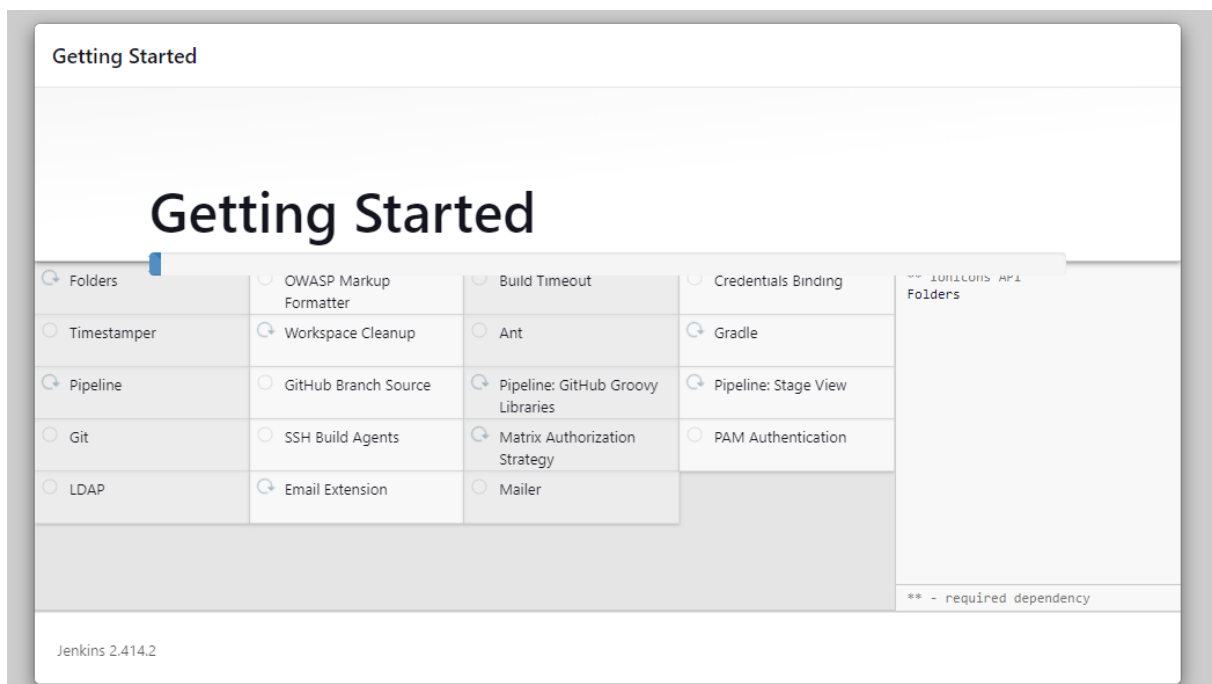 Getting Started
Getting Started
Folders
OWASP Markup
Formatter
Build Timeout
Credentials Binding
** Ionicons API
Folders
Timestamper
Workspace Cleanup
Ant
Gradle
Pipeline
GitHub Branch Source
Pipeline: GitHub Groovy
Libraries
Pipeline: Stage View
Git
SSH Build Agents
Matrix Authorization
Strategy
PAM Authentication
LDAP
Email Extension
Mailer
** - required dependency
Jenkins 2.414.2